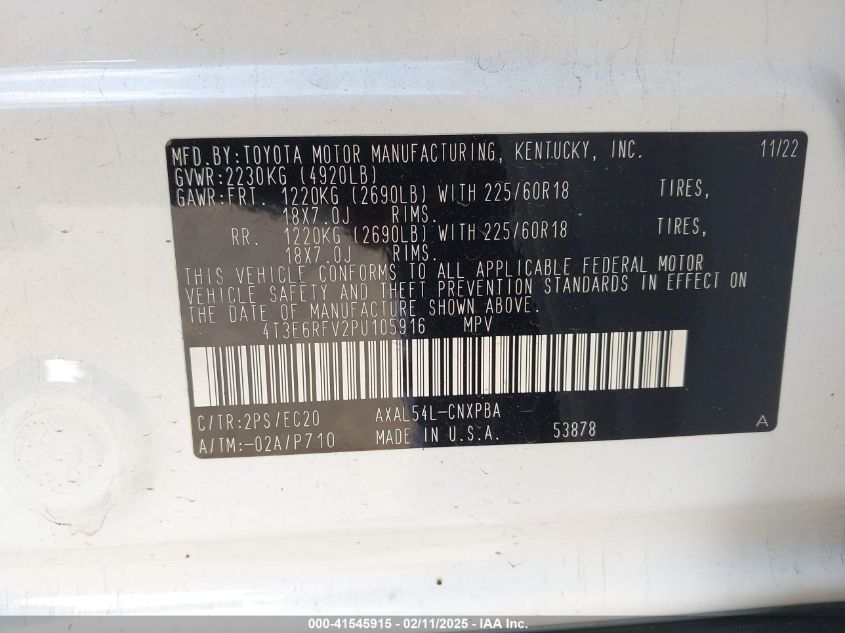 MFD.BY:TOYOTA MOTOR MANUFACTURING, KENTUCKY, INC. 11/22
GVWR:2230KG (4920LB)
GAWR:FRT. 1220KG (2690LB) WITH 225/60R18 TIRES,
18X7.0J RIMS.
RR. 1220KG (2690LB) WITH 225/60R18 TIRES,
18X7.0J RIMS.
THIS VEHICLE CONFORMS TO ALL APPLICABLE FEDERAL MOTOR
VEHICLE SAFETY AND THEFT PREVENTION STANDARDS IN EFFECT ON
THE DATE OF MANUFACTURE SHOWN ABOVE.
4T3E6RFV2PU105916 MPV
C/TR:2PS/EC20 AXAL54L-CNXPBA
A/TM:-02A/P710 MADE IN U.S.A. 53878 A
000-41545915 - 02/11/2025 - IAA Inc.